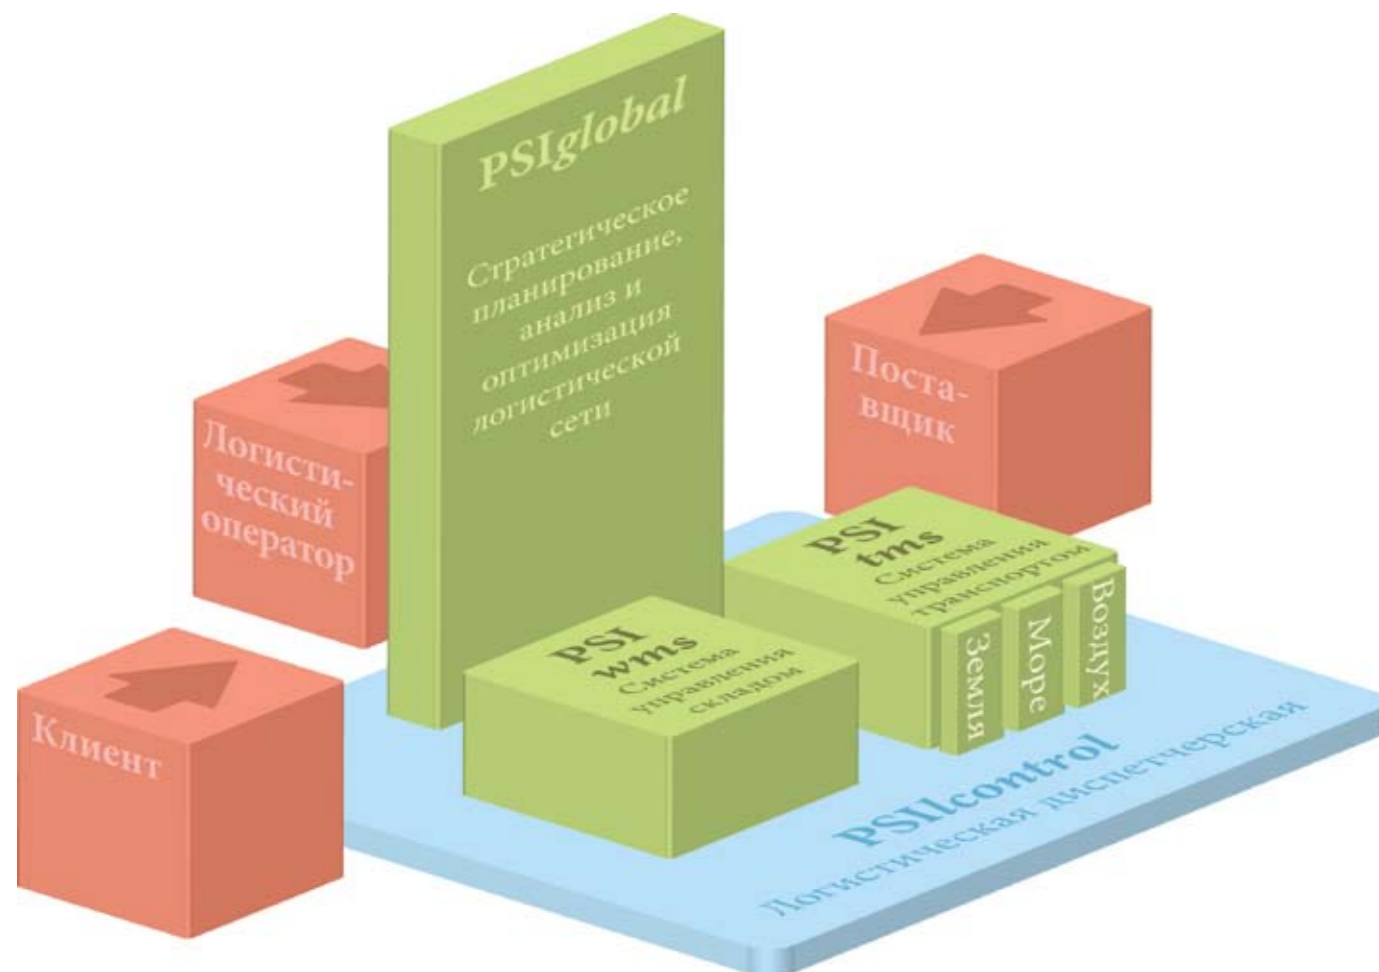 PSIglobal
Стратегическое
планирование,
анализ и
оптимизация
логистической
сети
Поста-
вщик
Логисти-
ческий
оператор
PSI
tms
Система
управления
транспортом
Земля
Море
Воздух
PSI
wms
Система
управления
складом
Клиент
PSIlcontrol
Логистическая диспетчерская